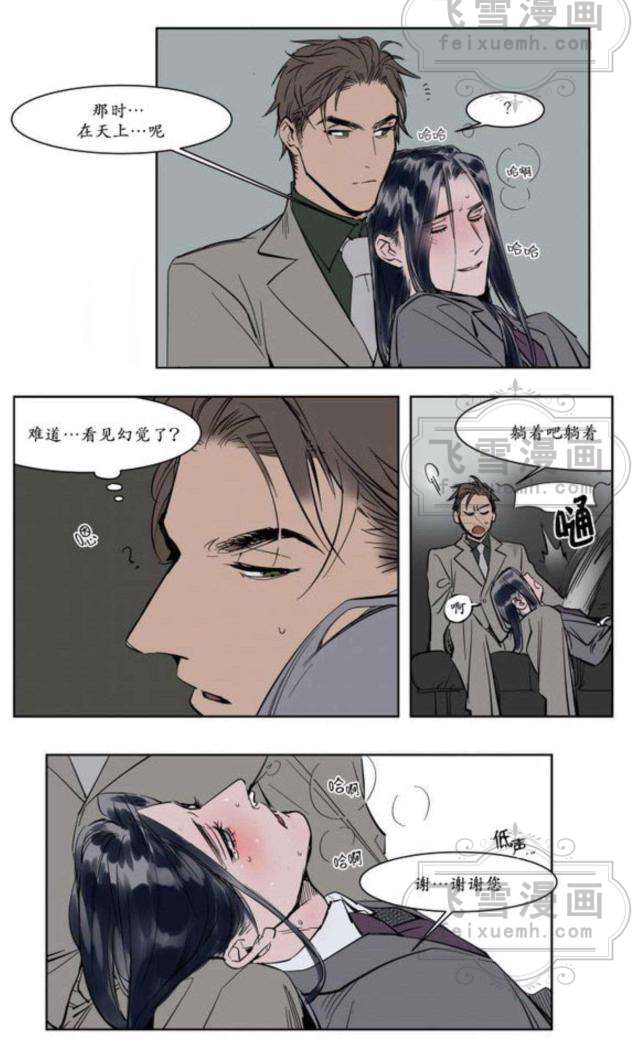 飞雪漫画
feixuemh.com
那时…
在天上…呢
?
哈哈
哈啊
哈哈
难道…看见幻觉了?
?
躺着吧躺着
飞雪漫画
feixuemh.com
嗵
啊
哈啊
哈啊
低声…
谢…谢谢您
飞雪漫画
feixuemh.com